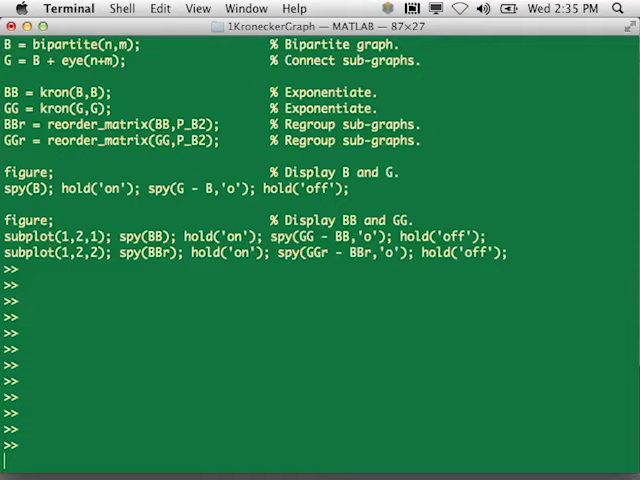 Terminal Shell Edit View Window Help Wed 2:35 PM
1KroneckerGraph — MATLAB — 87×27
B = bipartite(n,m); % Bipartite graph.
G = B + eye(n+m); % Connect sub-graphs.
BB = kron(B,B); % Exponentiate.
GG = kron(G,G); % Exponentiate.
BBr = reorder_matrix(BB,P_B2); % Regroup sub-graphs.
GGr = reorder_matrix(GG,P_B2); % Regroup sub-graphs.
figure; % Display B and G.
spy(B); hold('on'); spy(G - B,'o'); hold('off');
figure; % Display BB and GG.
subplot(1,2,1); spy(BB); hold('on'); spy(GG - BB,'o'); hold('off');
subplot(1,2,2); spy(BBr); hold('on'); spy(GGr - BBr,'o'); hold('off');
>>
>>
>>
>>
>>
>>
>>
>>
>>
>>
>>
>>